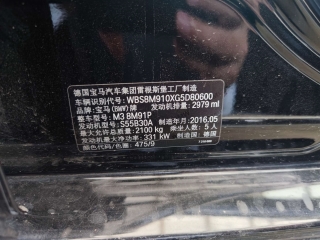 德国宝马汽车集团雷根斯堡工厂制造
车辆识别代号: WBS8M910XG5D80600
品牌: 宝马(BMW)牌 发动机排量: 2979 ml
整车型号: M3 8M91P
发动机型号: S55B30A 制造年月: 2016.05
最大允许总质量: 2100 kg 乘坐人数: 5 人
发动机最大净功率: 331 kW 制造国: 德国
颜色代码: 475/9